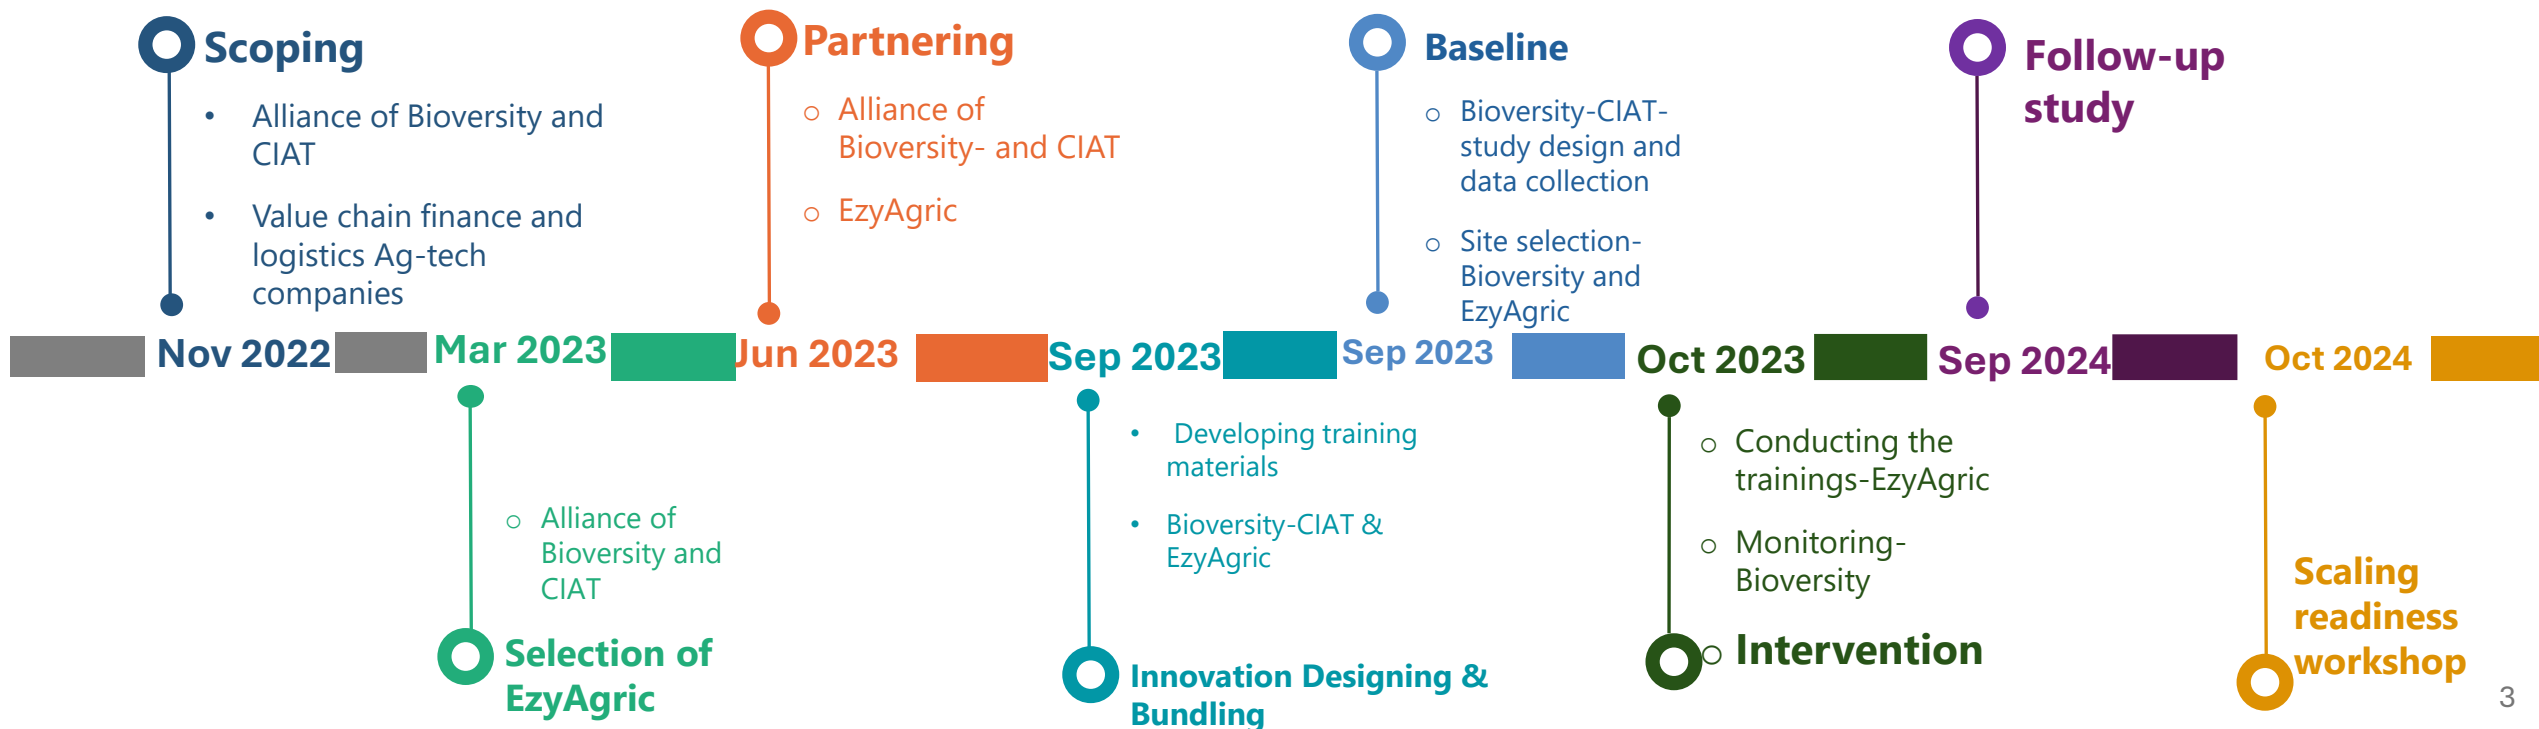 Scoping
• Alliance of Bioversity and
CIAT
• Value chain finance and
logistics Ag-tech
companies
Partnering
o Alliance of
Bioversity- and CIAT
o EzyAgric
Baseline
o Bioversity-CIAT-
study design and
data collection
o Site selection-
Bioversity and
EzyAgric
Follow-up
study
Nov 2022
Mar 2023
Jun 2023
Sep 2023
Sep 2023
Oct 2023
Sep 2024
Oct 2024
o Alliance of
Bioversity and
CIAT
Selection of
EzyAgric
• Developing training
materials
• Bioversity-CIAT &
EzyAgric
Innovation Designing &
Bundling
o Conducting the
trainings-EzyAgric
o Monitoring-
Bioversity
o Intervention
Scaling
readiness
workshop
3